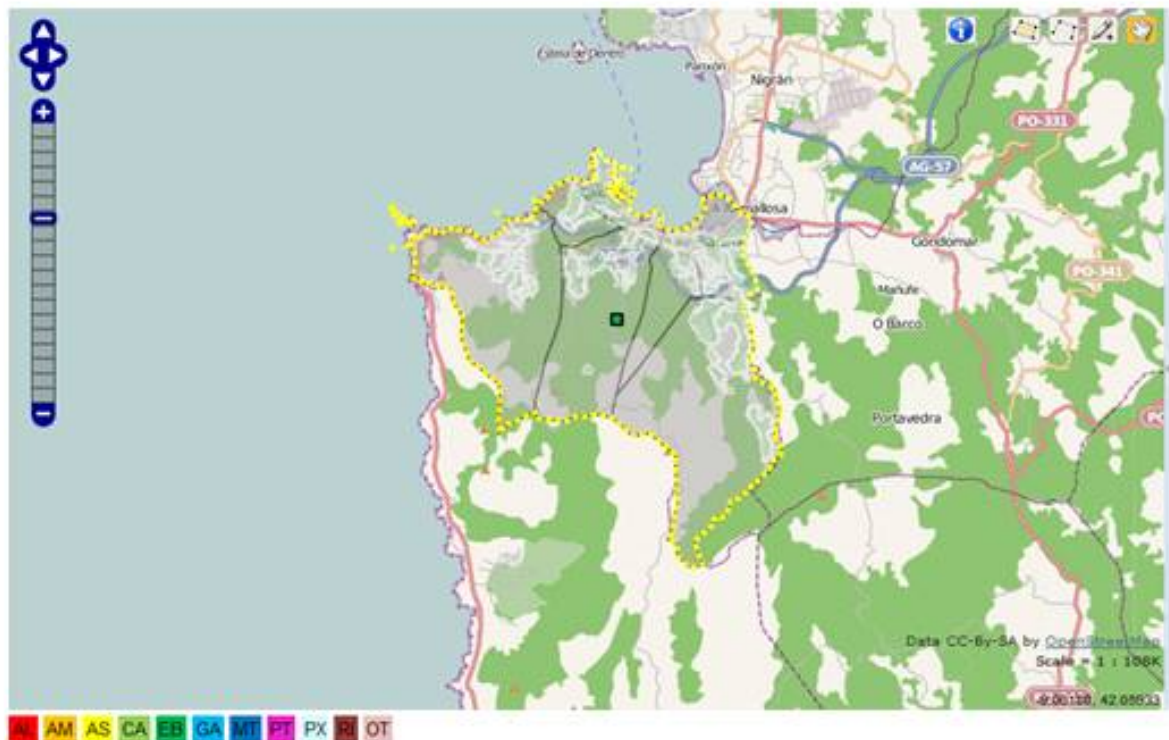 Panxón
Nigrán
PO-331
AG-57
Gondomar
PO-341
Mañufe
O Barco
Portavedra
Data CC-By-SA by OpenStreetMap
Scale = 1 : 108K
AL AM AS CA EB GA MT PT PX RI OT